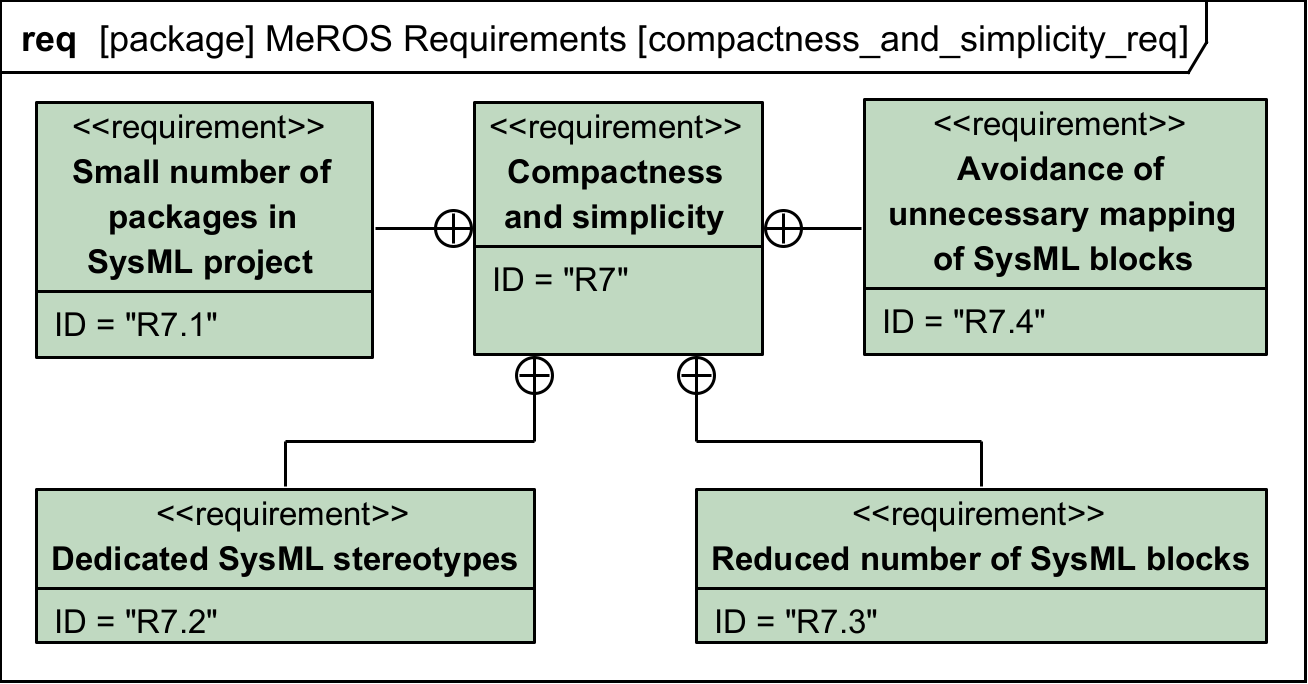 req [package] MeROS Requirements [compactness_and_simplicity_req]
<<requirement>>
Small number of
packages in
SysML project
ID = "R7.1"
<<requirement>>
Compactness
and simplicity
ID = "R7"
<<requirement>>
Avoidance of
unnecessary mapping
of SysML blocks
ID = "R7.4"
<<requirement>>
Dedicated SysML stereotypes
ID = "R7.2"
<<requirement>>
Reduced number of SysML blocks
ID = "R7.3"